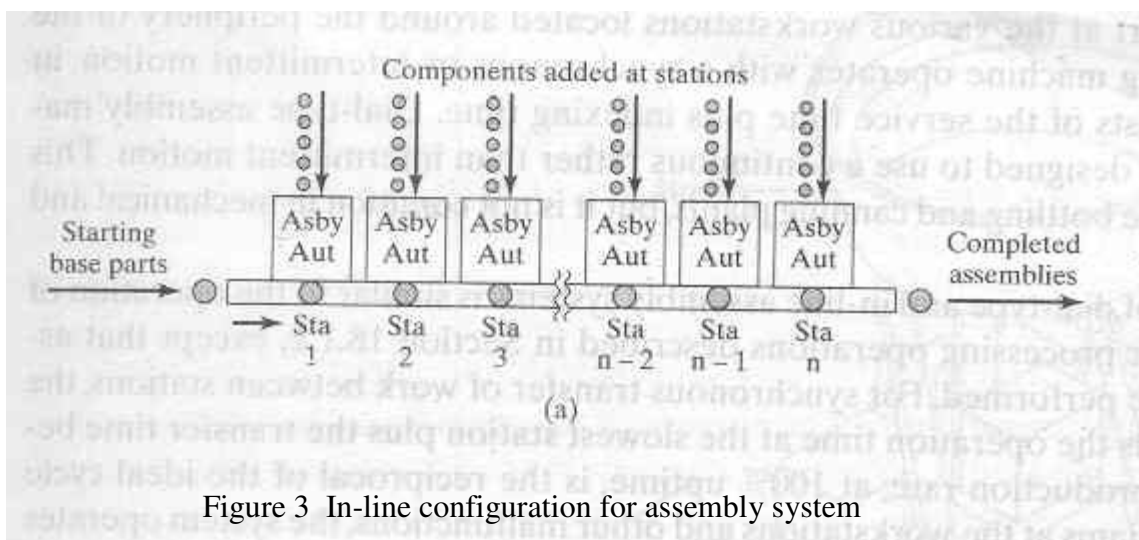 Components added at stations
Asby Asby Asby Asby Asby Asby
Aut Aut Aut Aut Aut Aut
Starting
base parts
Completed
assemblies
Sta Sta Sta Sta Sta Sta
1 2 3 n – 2 n – 1 n
(a)
Figure 3 In-line configuration for assembly system